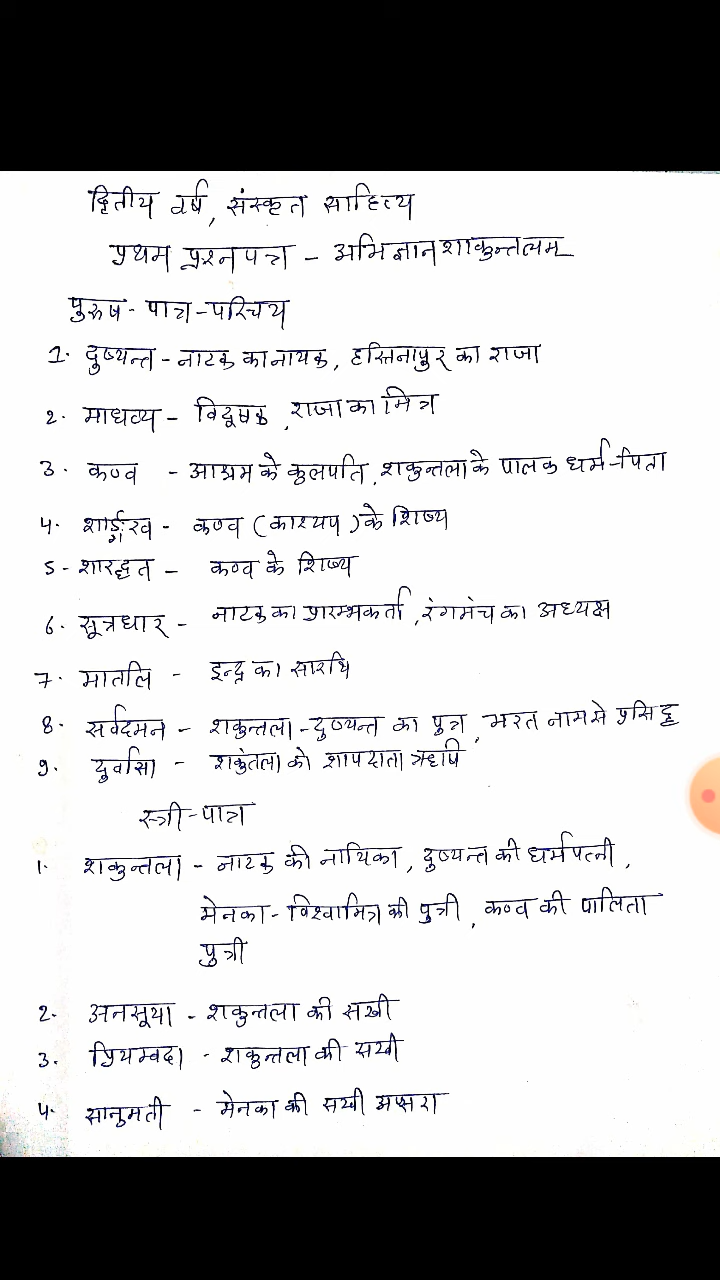 द्वितीय वर्ष, संस्कृत साहित्य
प्रथम प्रश्नपत्र - अभिज्ञानशाकुन्तलम्
पुरुष - पात्र - परिचय
1. दुष्यन्त - नाटक का नायक, हस्तिनापुर का राजा
2. माधव्य - विदूषक, राजा का मित्र
3. कण्व - आश्रम के कुलपति, शकुन्तला के पालक धर्म-पिता
4. शार्ङ्गरव - कण्व (काश्यप) के शिष्य
5 - शारद्वत - कण्व के शिष्य
6. सूत्रधार - नाटक का प्रारम्भकर्ता, रंगमंच का अध्यक्ष
7. मातलि - इन्द्र का सारथि
8. सर्वदमन - शकुन्तला - दुष्यन्त का पुत्र, भरत नाम से प्रसिद्ध
9. दुर्वासा - शकुंतला को शापदाता ऋषि
स्त्री-पात्र
1. शकुन्तला - नाटक की नायिका, दुष्यन्त की धर्मपत्नी,
मेनका - विश्वामित्र की पुत्री, कण्व की पालिता
पुत्री
2. अनसूया - शकुन्तला की सखी
3. प्रियम्वदा - शकुन्तला की सखी
4. सानुमती - मेनका की सखी अप्सरा